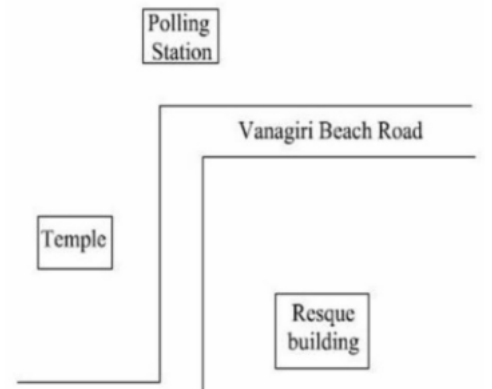 Polling
Station
Vanagiri Beach Road
Temple
Resque
building